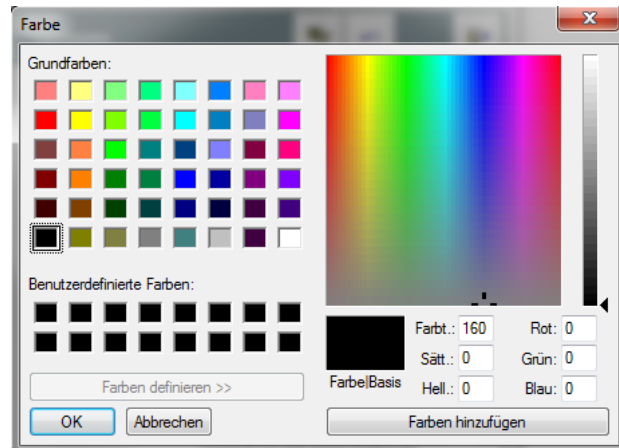 Farbe
Grundfarben:
Benutzerdefinierte Farben:
Farben definieren >>
OK Abbrechen
Farbe|Basis
Farbt.: 160 Rot: 0
Sätt.: 0 Grün: 0
Hell.: 0 Blau: 0
Farben hinzufügen